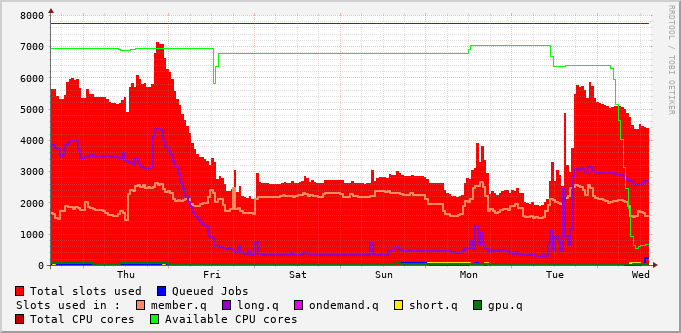 8000
7000
6000
5000
4000
3000
2000
1000
0
Thu Fri Sat Sun Mon Tue Wed
RRDTOOL / TOBI OETIKER
Total slots used Queued Jobs
Slots used in : member.q long.q ondemand.q short.q gpu.q
Total CPU cores Available CPU cores